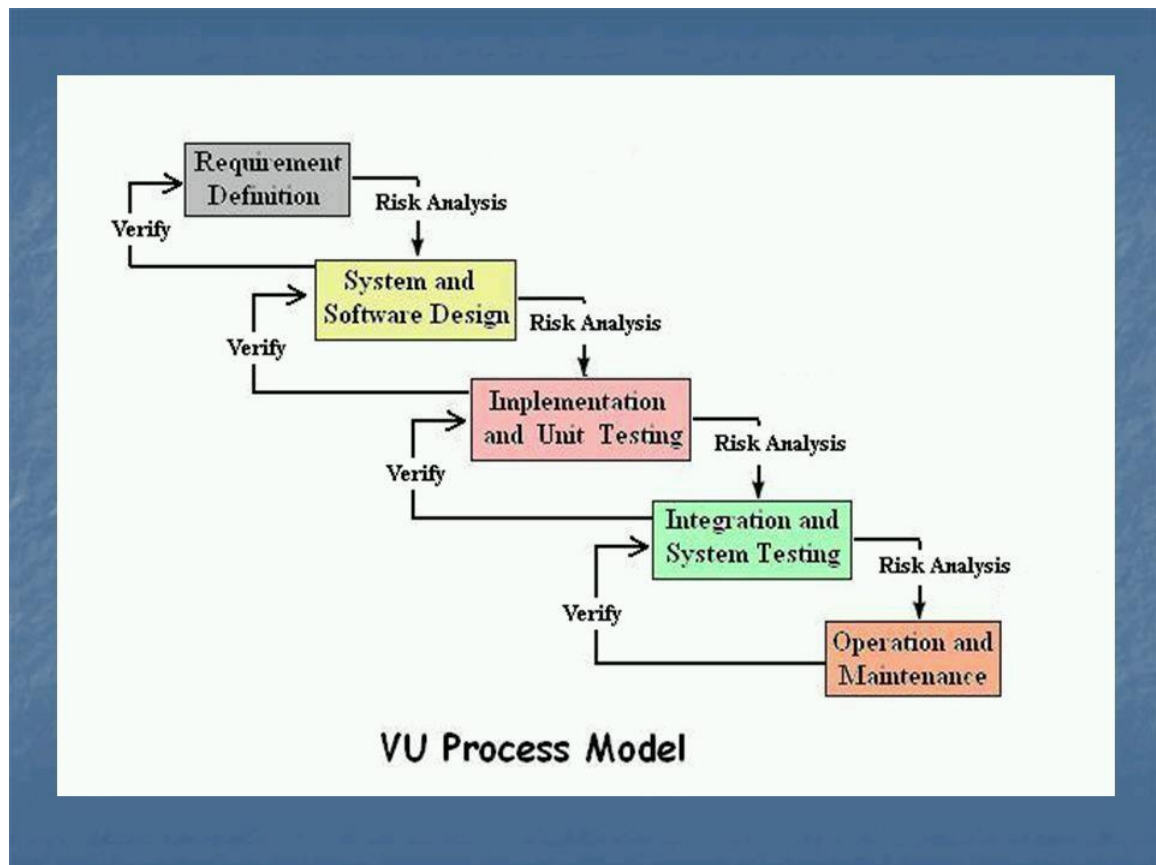 Requirement
Definition
Risk Analysis
Verify
System and
Software Design
Risk Analysis
Verify
Implementation
and Unit Testing
Risk Analysis
Verify
Integration and
System Testing
Risk Analysis
Verify
Operation and
Maintenance
VU Process Model